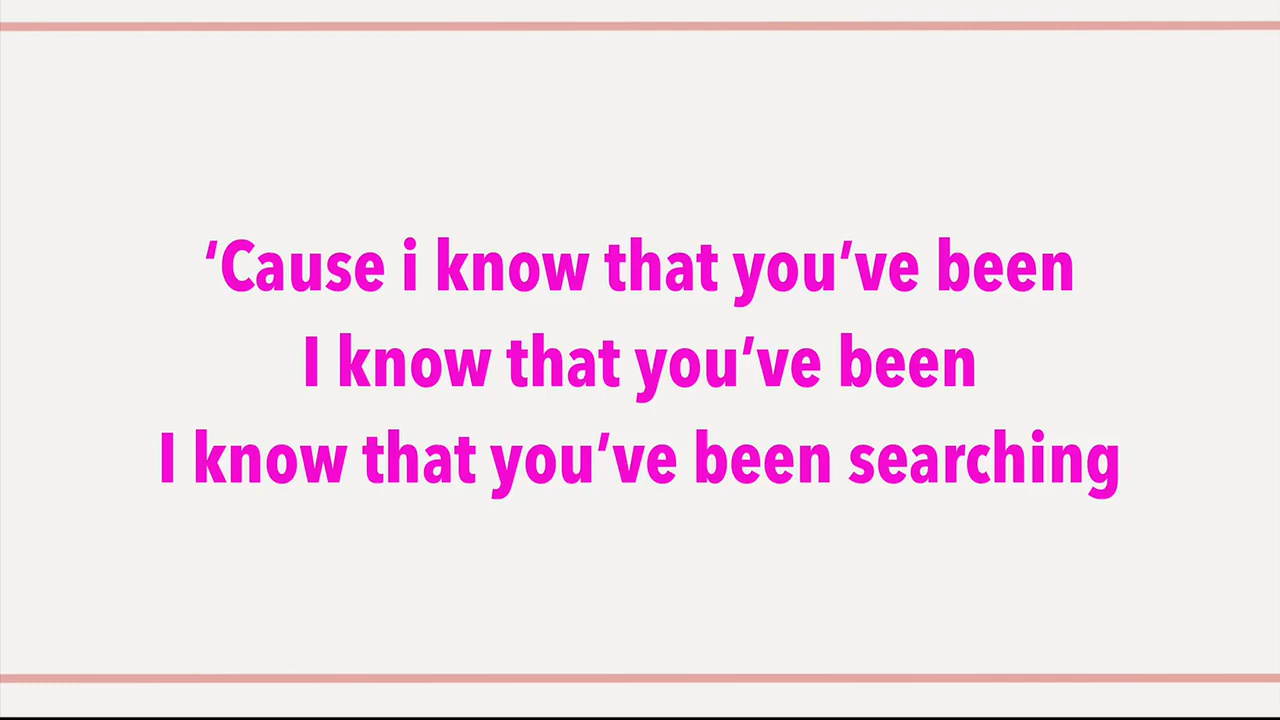 ‘Cause i know that you’ve been
I know that you’ve been
I know that you’ve been searching